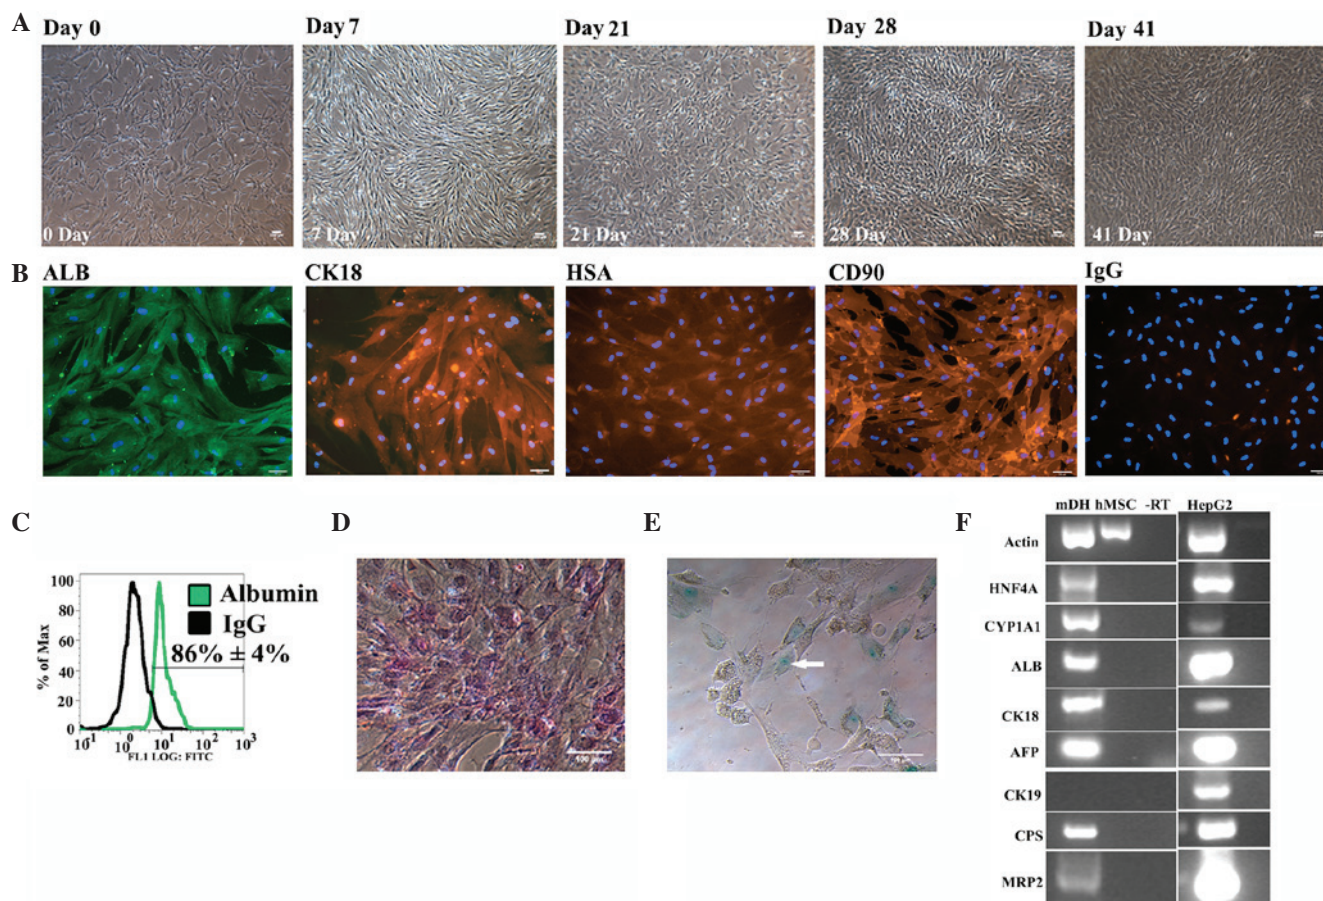 A
Day 0
Day 7
Day 21
Day 28
Day 41
0 Day
7 Day
21 Day
28 Day
41 Day
B
ALB
CK18
HSA
CD90
IgG
C
D
E
F
Albumin
IgG
86% ± 4%
100
80
60
40
20
0
% of Max
10-1
100
101
102
103
FL1 LOG: FITC
mDH hMSC -RT HepG2
Actin
HNF4A
CYP1A1
ALB
CK18
AFP
CK19
CPS
MRP2